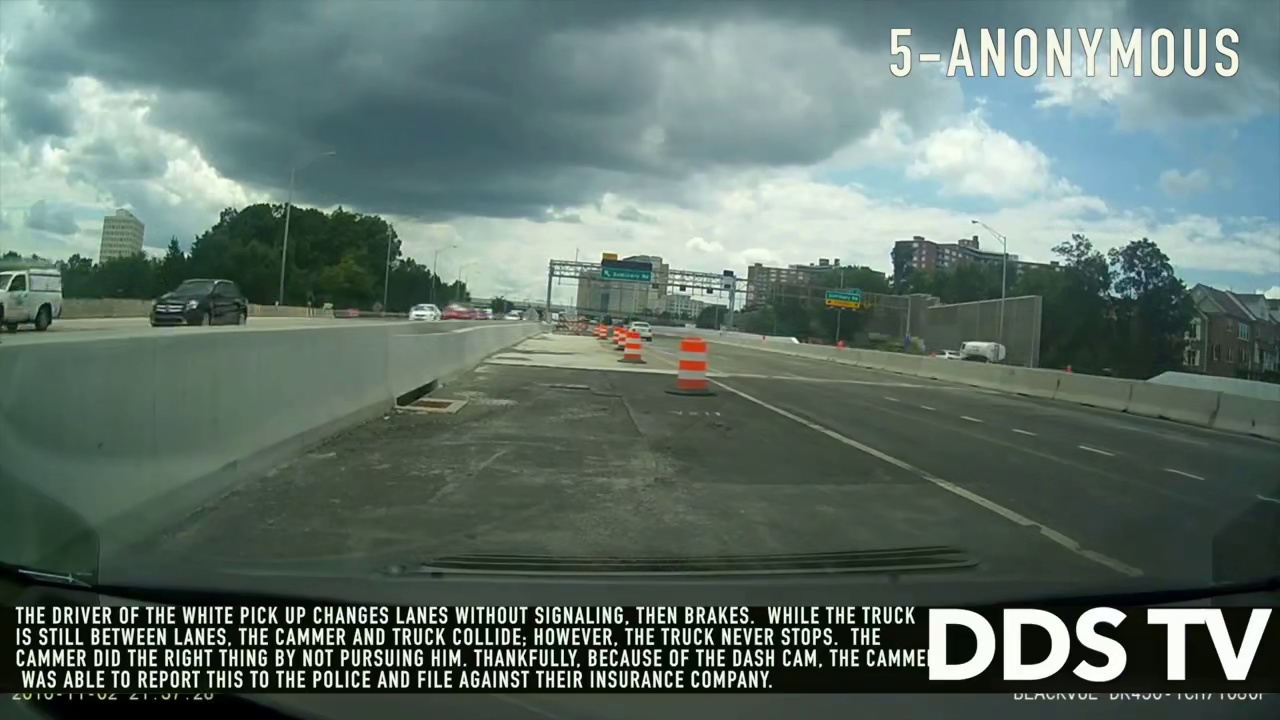 5-ANONYMOUS
Seminary Rd
THE DRIVER OF THE WHITE PICK UP CHANGES LANES WITHOUT SIGNALING, THEN BRAKES. WHILE THE TRUCK
IS STILL BETWEEN LANES, THE CAMMER AND TRUCK COLLIDE; HOWEVER, THE TRUCK NEVER STOPS. THE
CAMMER DID THE RIGHT THING BY NOT PURSUING HIM. THANKFULLY, BECAUSE OF THE DASH CAM, THE CAMME
WAS ABLE TO REPORT THIS TO THE POLICE AND FILE AGAINST THEIR INSURANCE COMPANY.
DDS TV